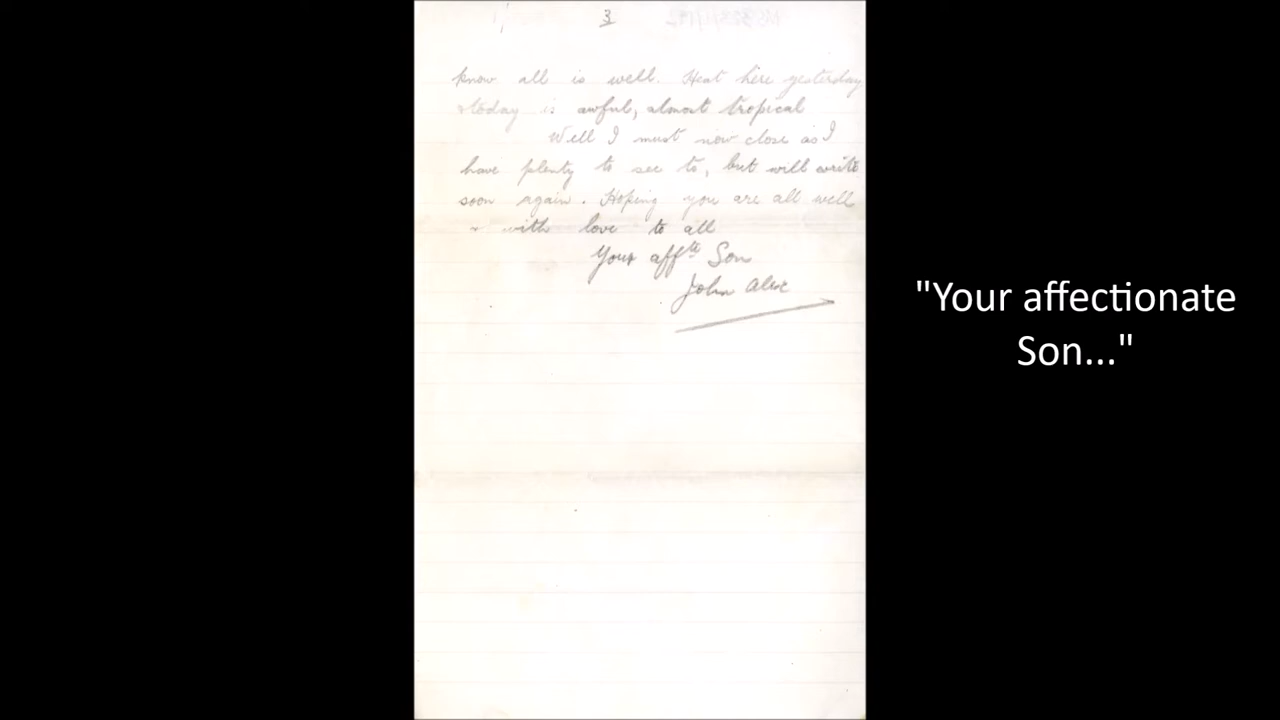 3
know all is well. Heat here yesterday
& today is awful, almost tropical
Well I must now close as I
have plenty to see to, but will write
soon again. Hoping you are all well
& with love to all
Your affte Son
John Alex
"Your affectionate
Son..."